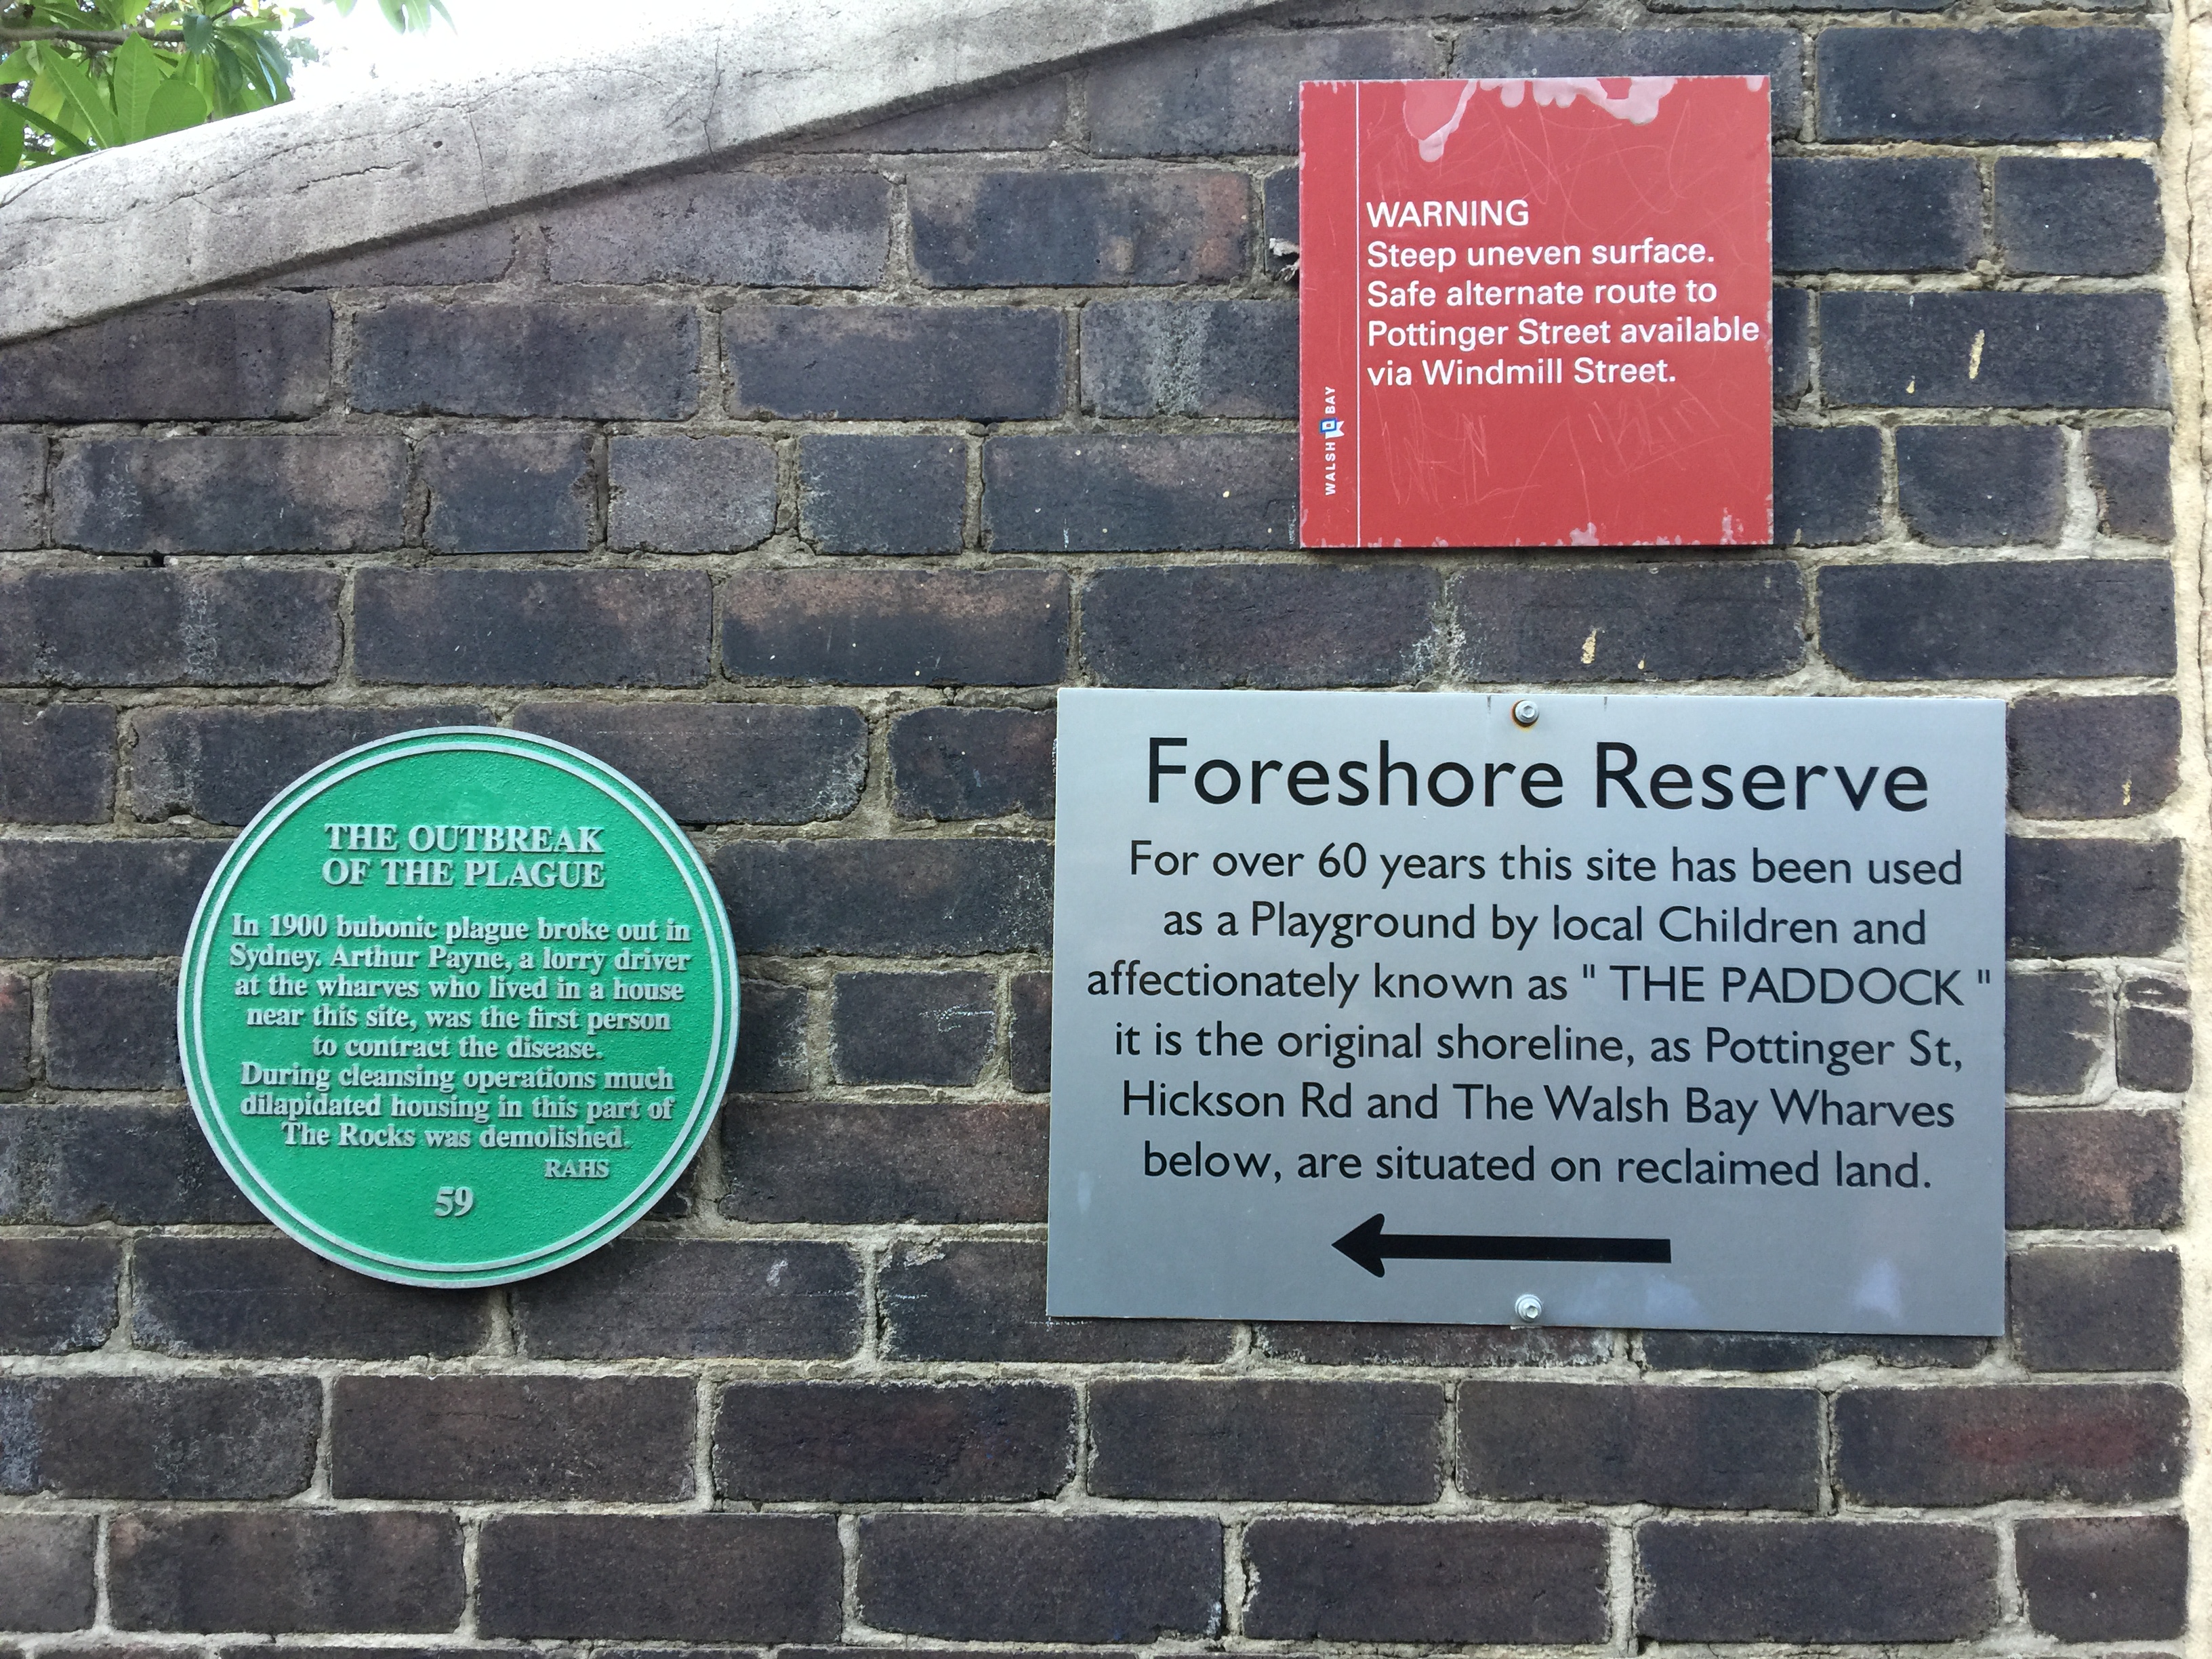 WARNING
Steep uneven surface.
Safe alternate route to
Pottinger Street available
via Windmill Street.
WALSH BAY
THE OUTBREAK
OF THE PLAGUE
In 1900 bubonic plague broke out in
Sydney. Arthur Payne, a lorry driver
at the wharves who lived in a house
near this site, was the first person
to contract the disease.
During cleansing operations much
dilapidated housing in this part of
The Rocks was demolished.
RAHS
59
Foreshore Reserve
For over 60 years this site has been used
as a Playground by local Children and
affectionately known as " THE PADDOCK "
it is the original shoreline, as Pottinger St,
Hickson Rd and The Walsh Bay Wharves
below, are situated on reclaimed land.